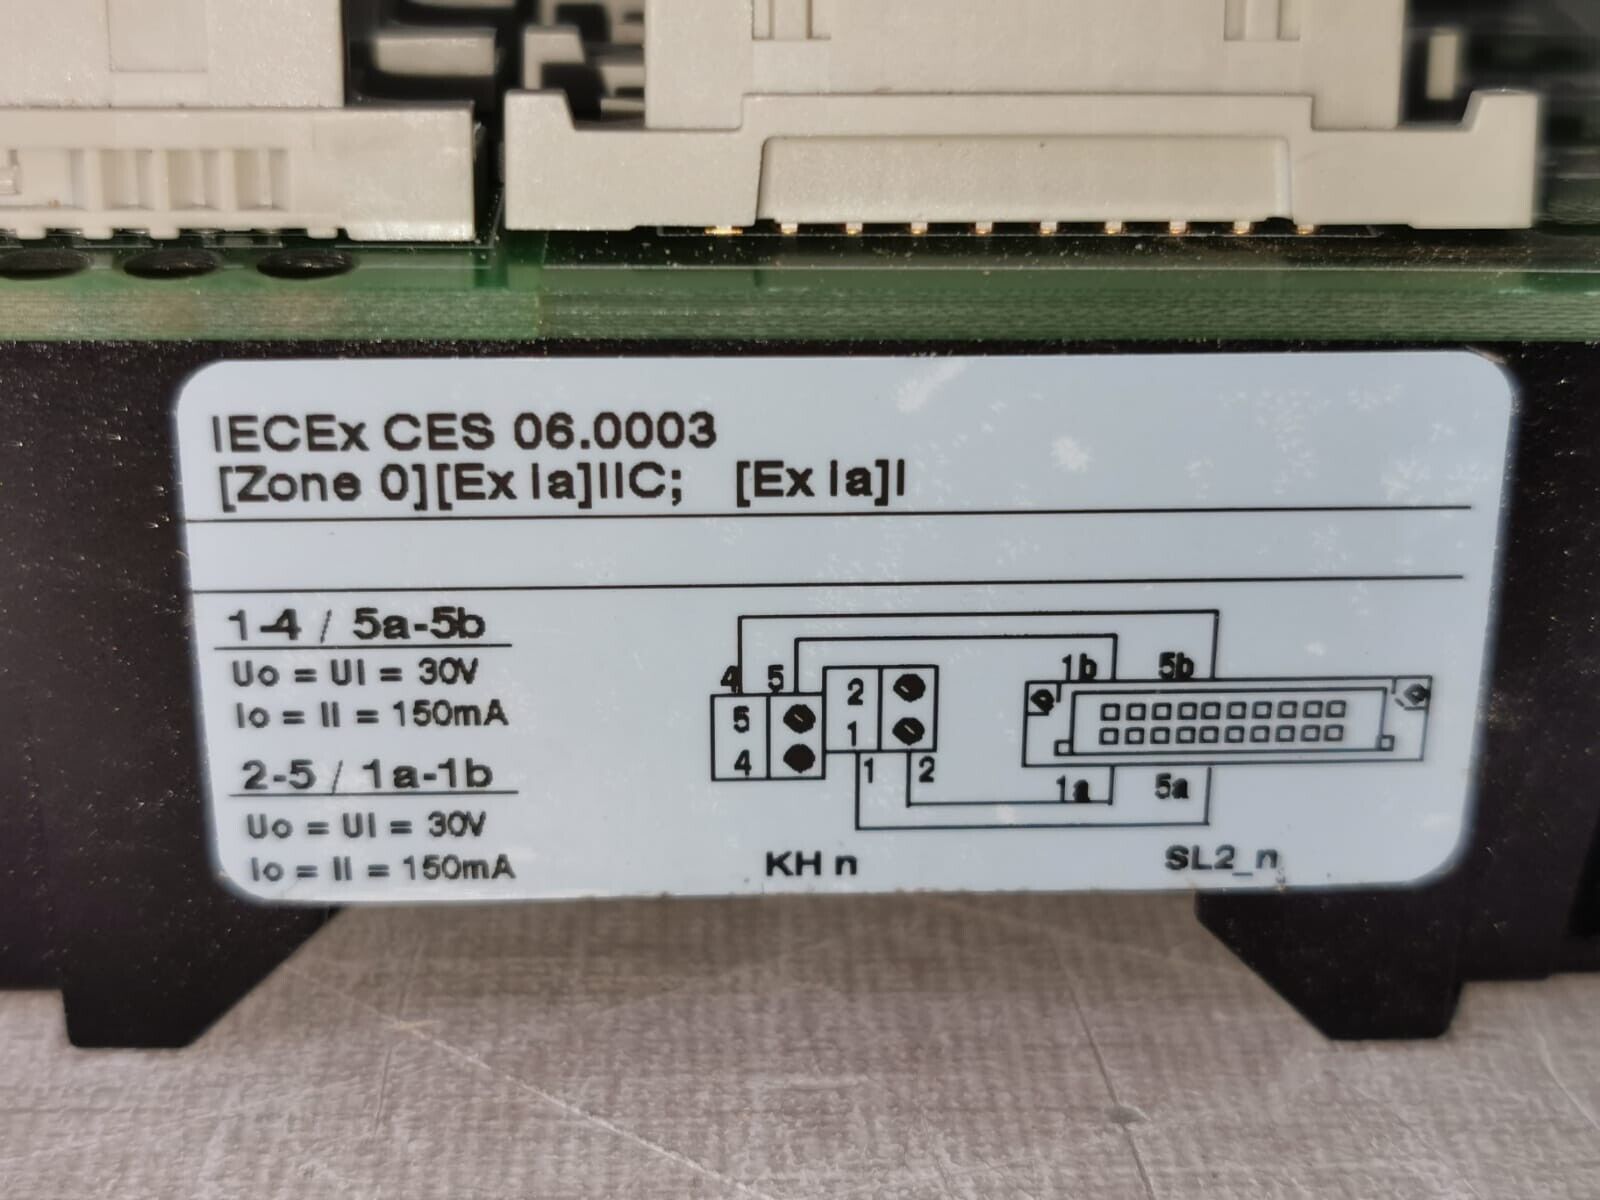 IECEx CES 06.0003
[Zone 0][Ex ia]IIC; [Ex ia]I
1-4 / 5a-5b
Uo = UI = 30V
Io = II = 150mA
2-5 / 1a-1b
Uo = UI = 30V
Io = II = 150mA
4 5
5
4
2
1
1 2
1b 5b
1a 5a
KH n
SL2_n